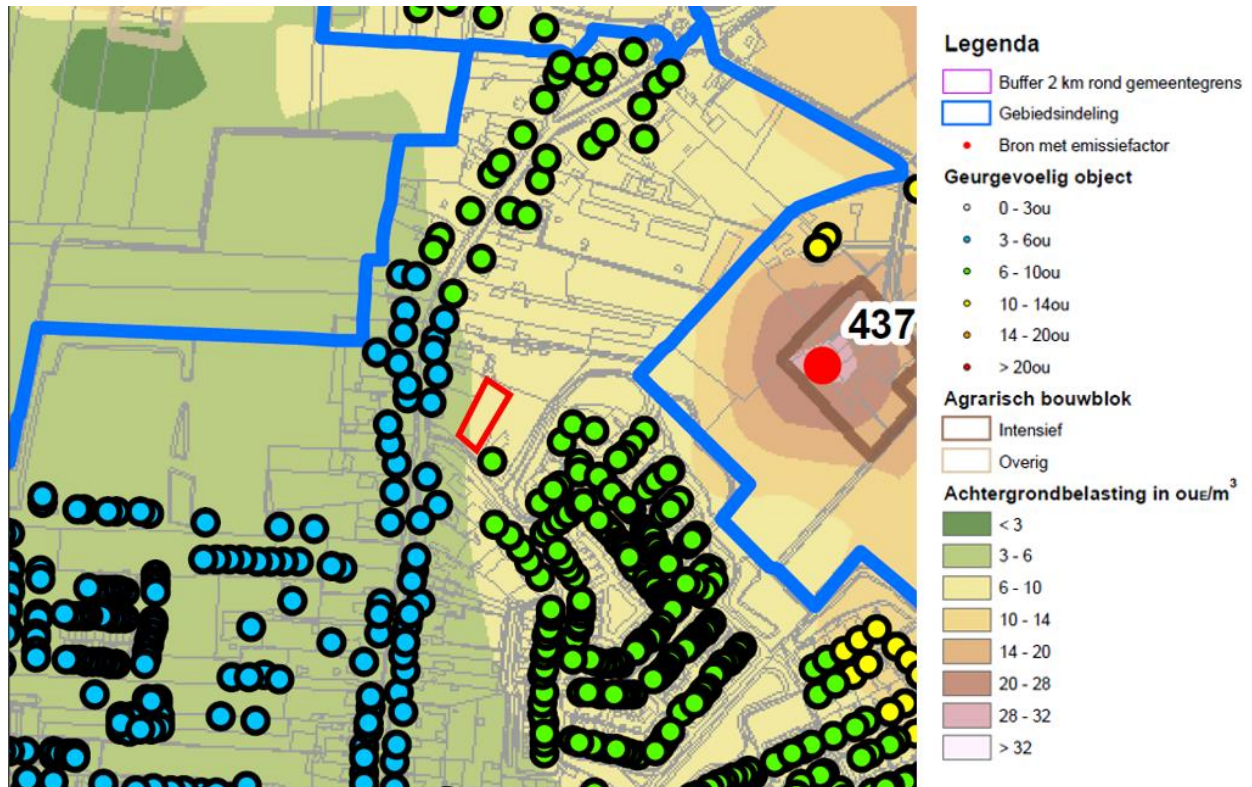 437
Legenda
Buffer 2 km rond gemeentegrens
Gebiedsindeling
Bron met emissiefactor
Geurgevoelig object
0 - 3ou
3 - 6ou
6 - 10ou
10 - 14ou
14 - 20ou
> 20ou
Agrarisch bouwblok
Intensief
Overig
Achtergrondbelasting in ouE/m³
< 3
3 - 6
6 - 10
10 - 14
14 - 20
20 - 28
28 - 32
> 32